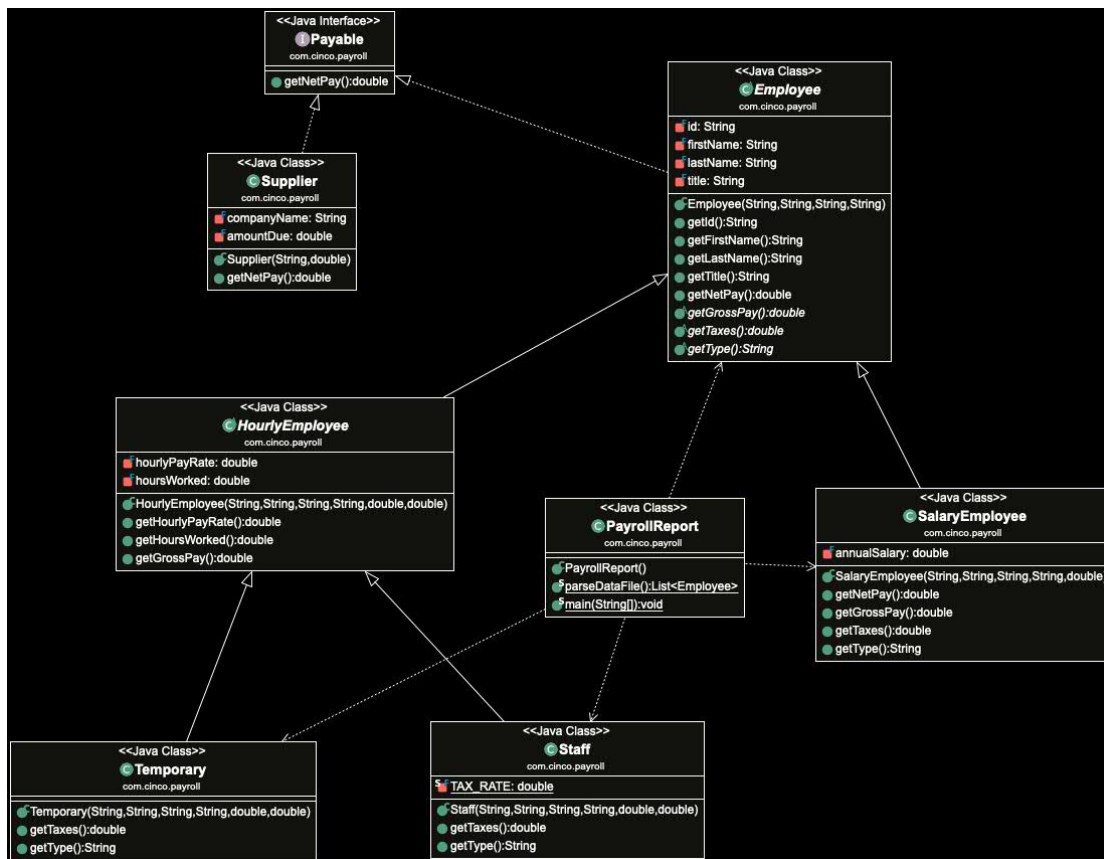 <<Java Interface>>
Payable
com.cinco.payroll
getNetPay():double
<<Java Class>>
Employee
com.cinco.payroll
id: String
firstName: String
lastName: String
title: String
Employee(String,String,String,String)
getId():String
getFirstName():String
getLastName():String
getTitle():String
getNetPay():double
getGrossPay():double
getTaxes():double
getType():String
<<Java Class>>
Supplier
com.cinco.payroll
companyName: String
amountDue: double
Supplier(String,double)
getNetPay():double
<<Java Class>>
HourlyEmployee
com.cinco.payroll
hourlyPayRate: double
hoursWorked: double
HourlyEmployee(String,String,String,String,double,double)
getHourlyPayRate():double
getHoursWorked():double
getGrossPay():double
<<Java Class>>
PayrollReport
com.cinco.payroll
PayrollReport()
parseDataFile():List<Employee>
main(String[]):void
<<Java Class>>
SalaryEmployee
com.cinco.payroll
annualSalary: double
SalaryEmployee(String,String,String,String,double
getNetPay():double
getGrossPay():double
getTaxes():double
getType():String
<<Java Class>>
Temporary
com.cinco.payroll
Temporary(String,String,String,String,double,double)
getTaxes():double
getType():String
<<Java Class>>
Staff
com.cinco.payroll
TAX_RATE: double
Staff(String,String,String,String,double,double)
getTaxes():double
getType():String